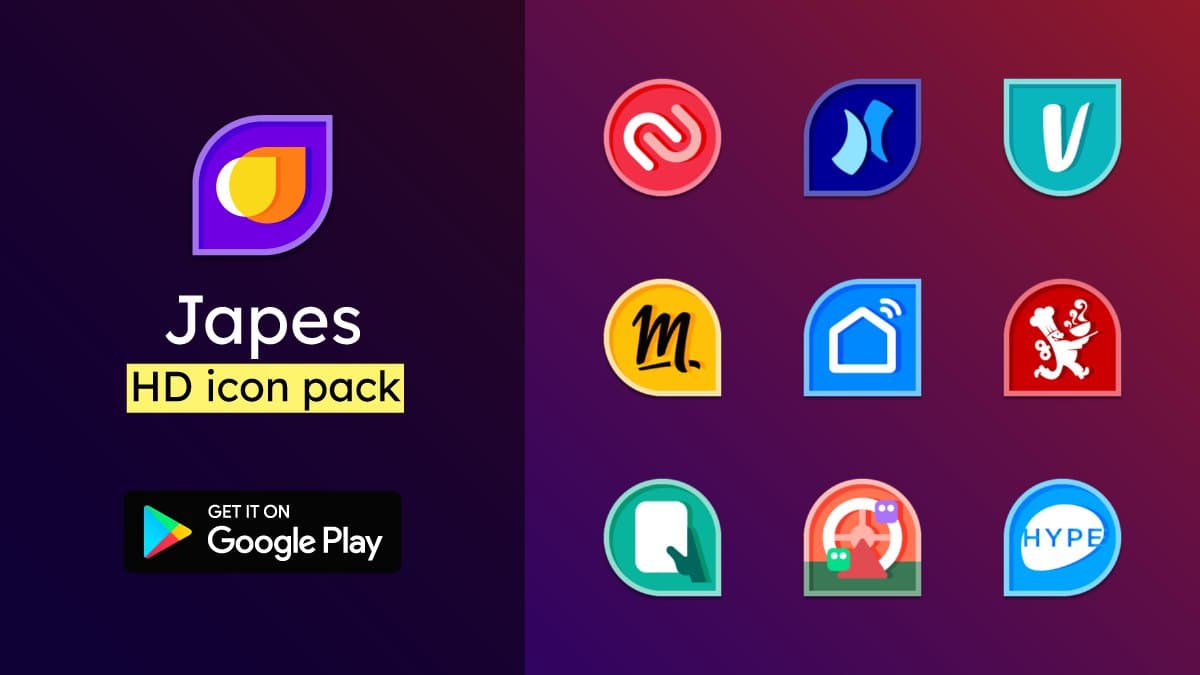 Japes
HD icon pack
GET IT ON
Google Play
V
m.
HYPE